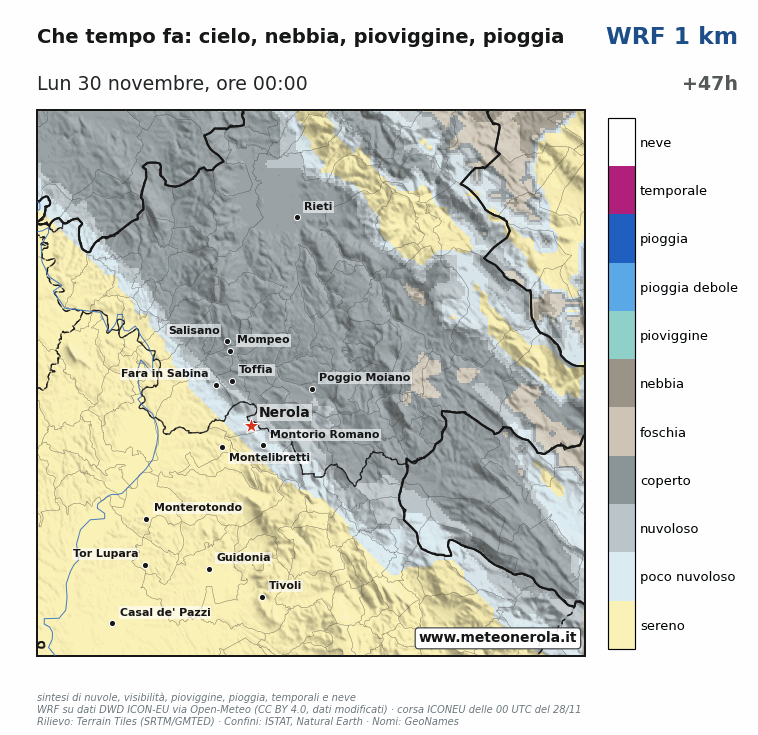 Che tempo fa: cielo, nebbia, pioviggine, pioggia
WRF 1 km
Lun 30 novembre, ore 00:00
+47h
neve
temporale
pioggia
pioggia debole
pioviggine
nebbia
foschia
coperto
nuvoloso
poco nuvoloso
sereno
Rieti
Salisano
Mompeo
Toffia
Fara in Sabina
Poggio Moiano
Nerola
Montorio Romano
Montelibretti
Monterotondo
Tor Lupara
Guidonia
Tivoli
Casal de' Pazzi
www.meteonerola.it
sintesi di nuvole, visibilità, pioviggine, pioggia, temporali e neve
WRF su dati DWD ICON-EU via Open-Meteo (CC BY 4.0, dati modificati) · corsa ICONEU delle 00 UTC del 28/11
Rilievo: Terrain Tiles (SRTM/GMTED) · Confini: ISTAT, Natural Earth · Nomi: GeoNames